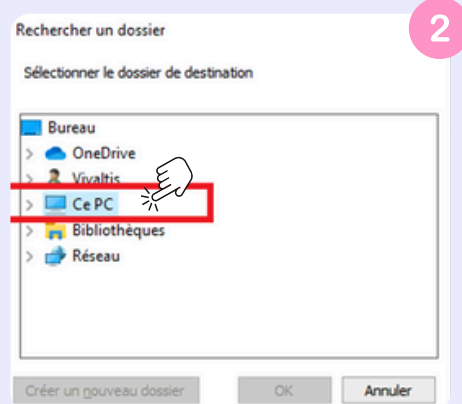 Rechercher un dossier
2
Sélectionner le dossier de destination
Bureau
OneDrive
Vivaltis
Ce PC
Bibliothèques
Réseau
Créer un nouveau dossier
OK
Annuler